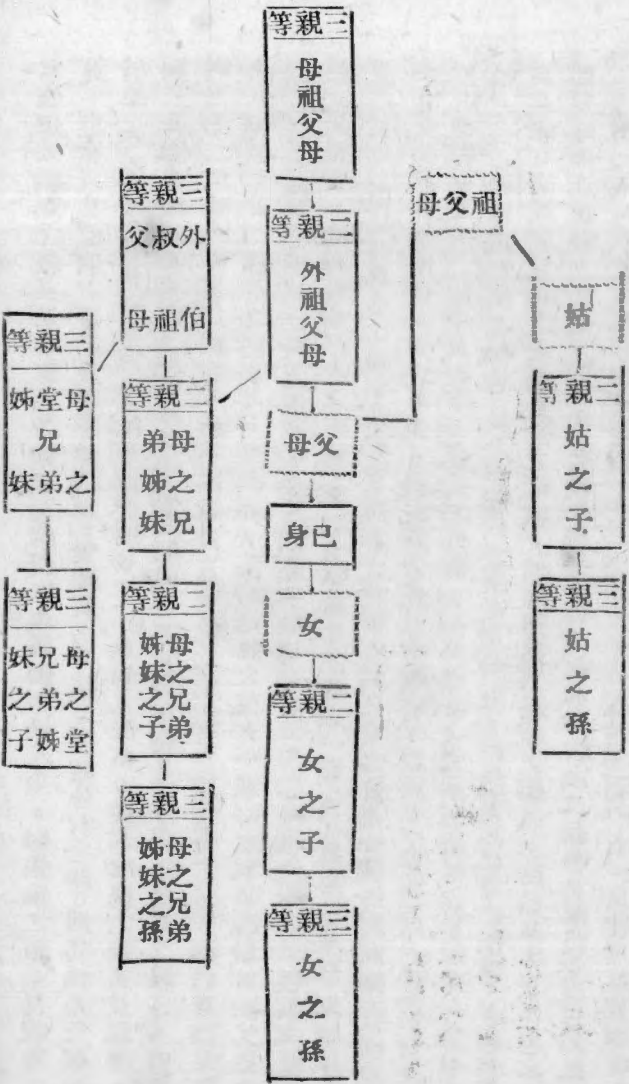 姑
二親等
姑之子
三親等
姑之孫
祖父母
三親等
母祖父母
二親等
外祖父母
父母
已身
女
二親等
女之子
三親等
女之孫
三親等
外伯
叔祖
父母
二親等
母之兄
弟姊妹
二親等
母之兄弟
姊妹之子
三親等
母之兄弟
姊妹之孫
三親等
母之
堂兄弟
姊妹
三親等
母之堂
兄弟姊
妹之子